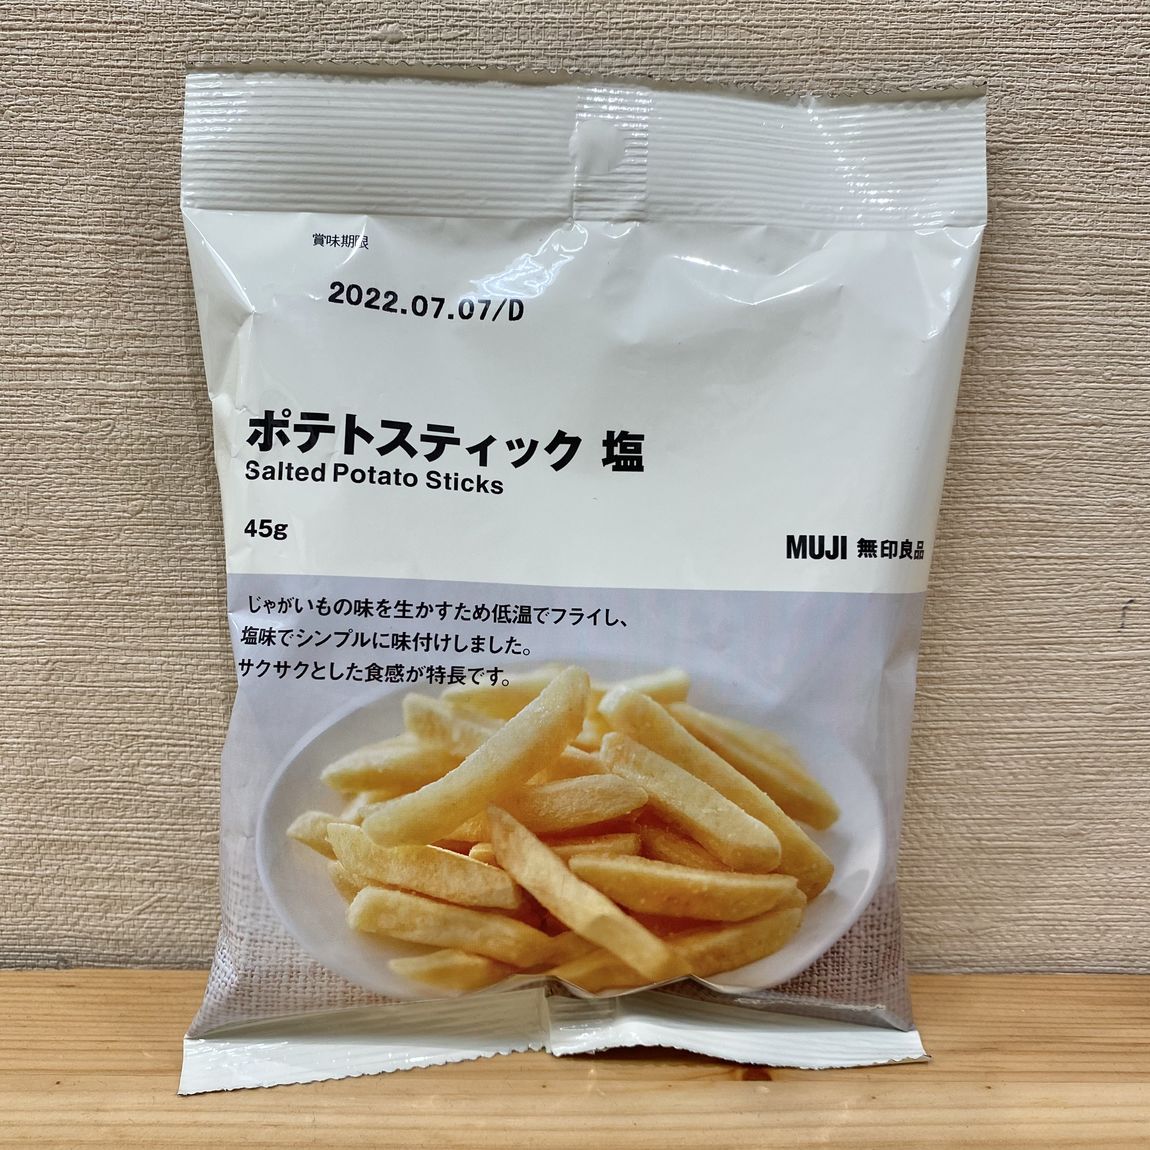 賞味期限
2022.07.07/D
ポテトスティック 塩
Salted Potato Sticks
45g
MUJI 無印良品
じゃがいもの味を生かすため低温でフライし、
塩味でシンプルに味付けしました。
サクサクとした食感が特長です。